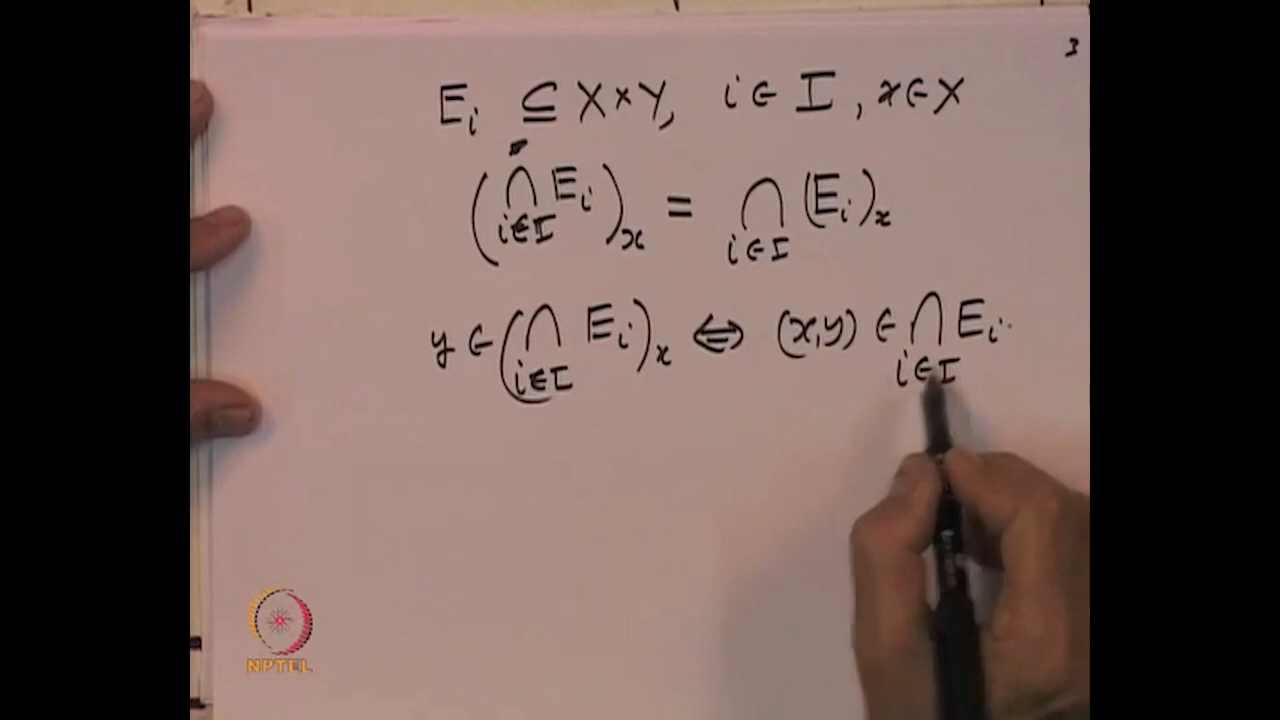 3
E_i ⊆ X×Y, i ∈ I, x ∈ X
(⋂_{i∈I} E_i)_x = ⋂_{i∈I} (E_i)_x
y ∈ (⋂_{i∈I} E_i)_x ⇔ (x,y) ∈ ⋂_{i∈I} E_i
NPTEL